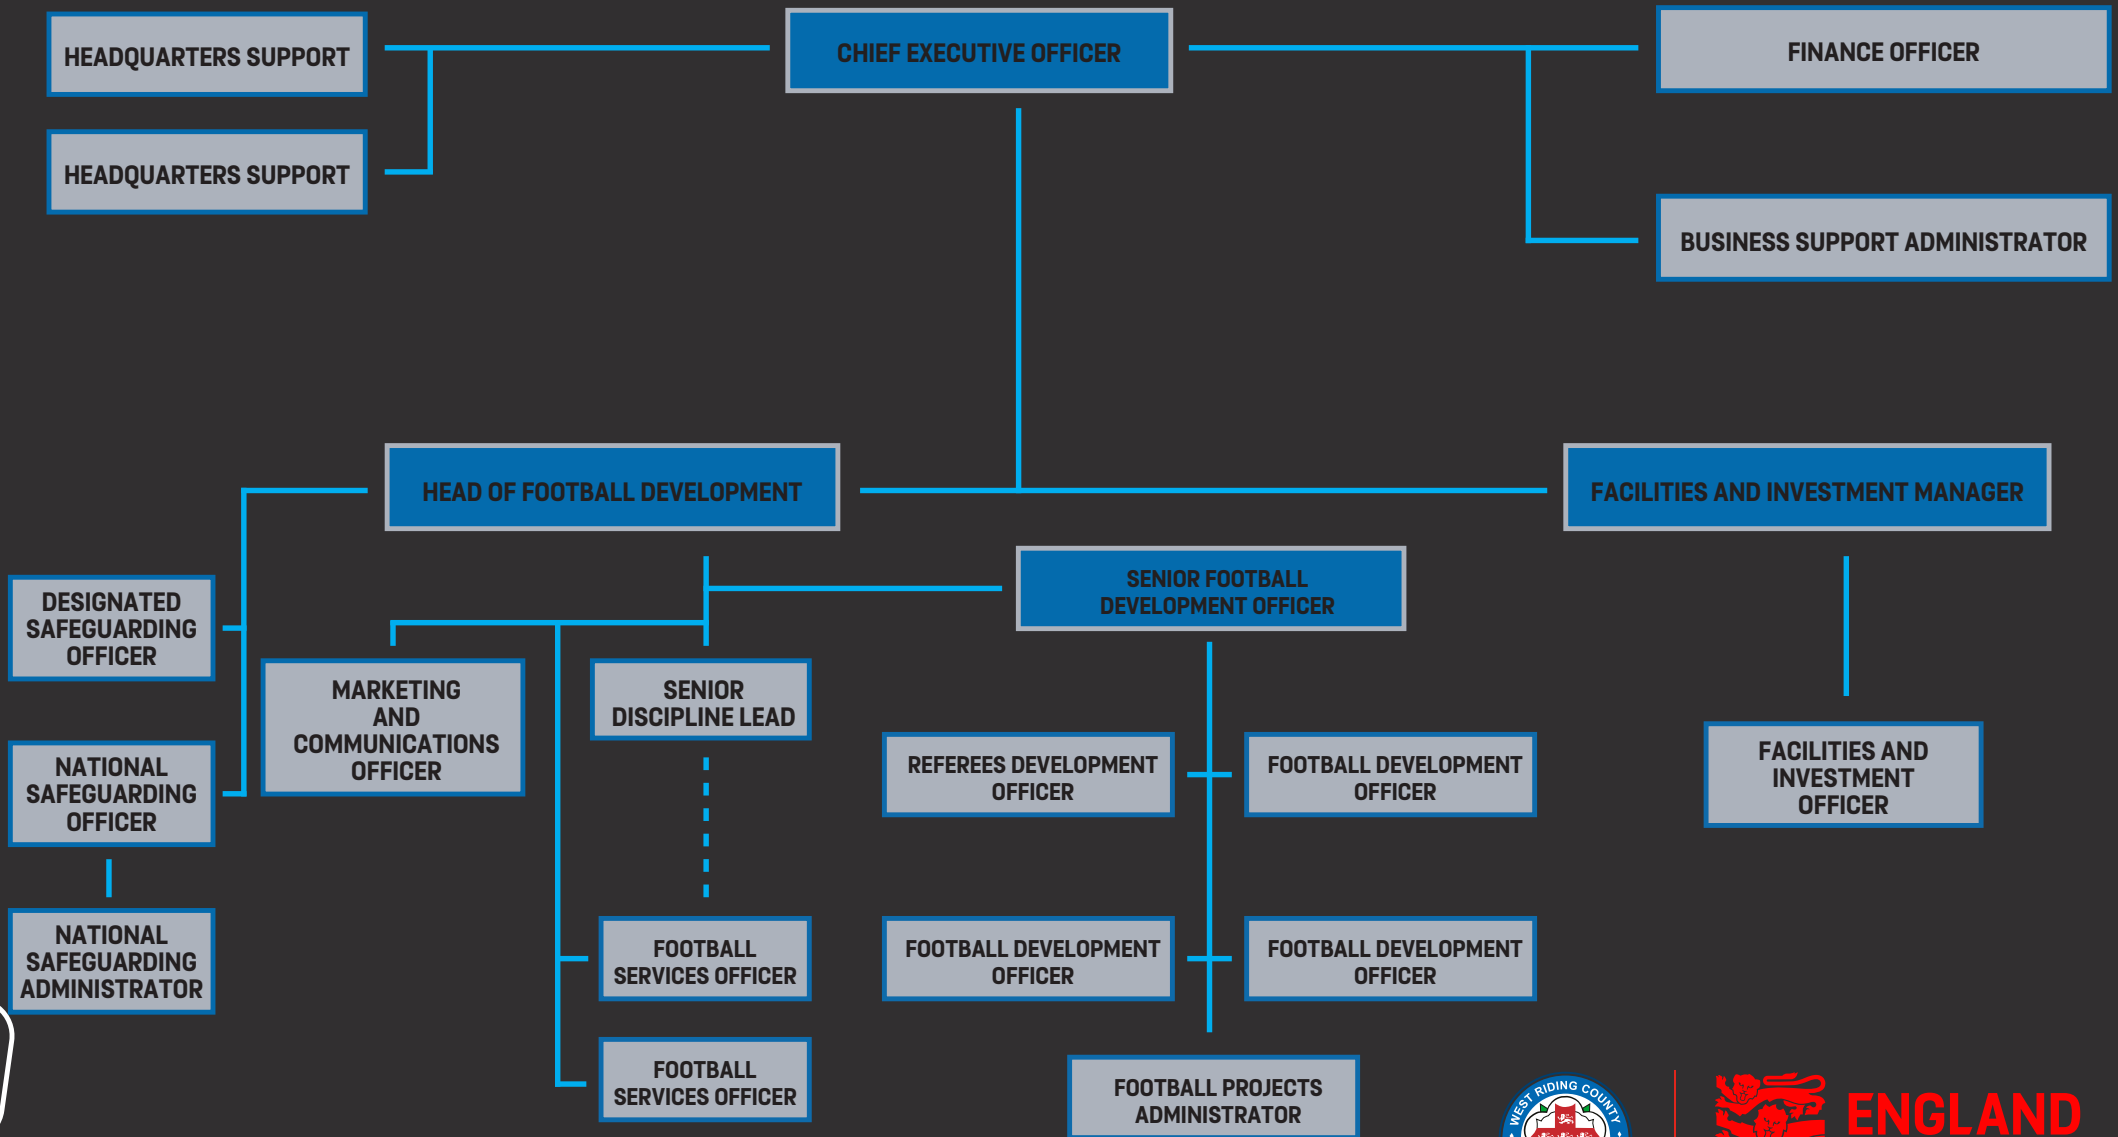 HEADQUARTERS SUPPORT
CHIEF EXECUTIVE OFFICER
FINANCE OFFICER
HEADQUARTERS SUPPORT
BUSINESS SUPPORT ADMINISTRATOR
HEAD OF FOOTBALL DEVELOPMENT
FACILITIES AND INVESTMENT MANAGER
SENIOR FOOTBALL
DEVELOPMENT OFFICER
DESIGNATED
SAFEGUARDING
OFFICER
MARKETING
AND
COMMUNICATIONS
OFFICER
SENIOR
DISCIPLINE LEAD
REFEREES DEVELOPMENT
OFFICER
FOOTBALL DEVELOPMENT
OFFICER
FACILITIES AND
INVESTMENT
OFFICER
NATIONAL
SAFEGUARDING
OFFICER
NATIONAL
SAFEGUARDING
ADMINISTRATOR
FOOTBALL
SERVICES OFFICER
FOOTBALL DEVELOPMENT
OFFICER
FOOTBALL DEVELOPMENT
OFFICER
FOOTBALL
SERVICES OFFICER
FOOTBALL PROJECTS
ADMINISTRATOR
WEST RIDING COUNTY
ENGLAND